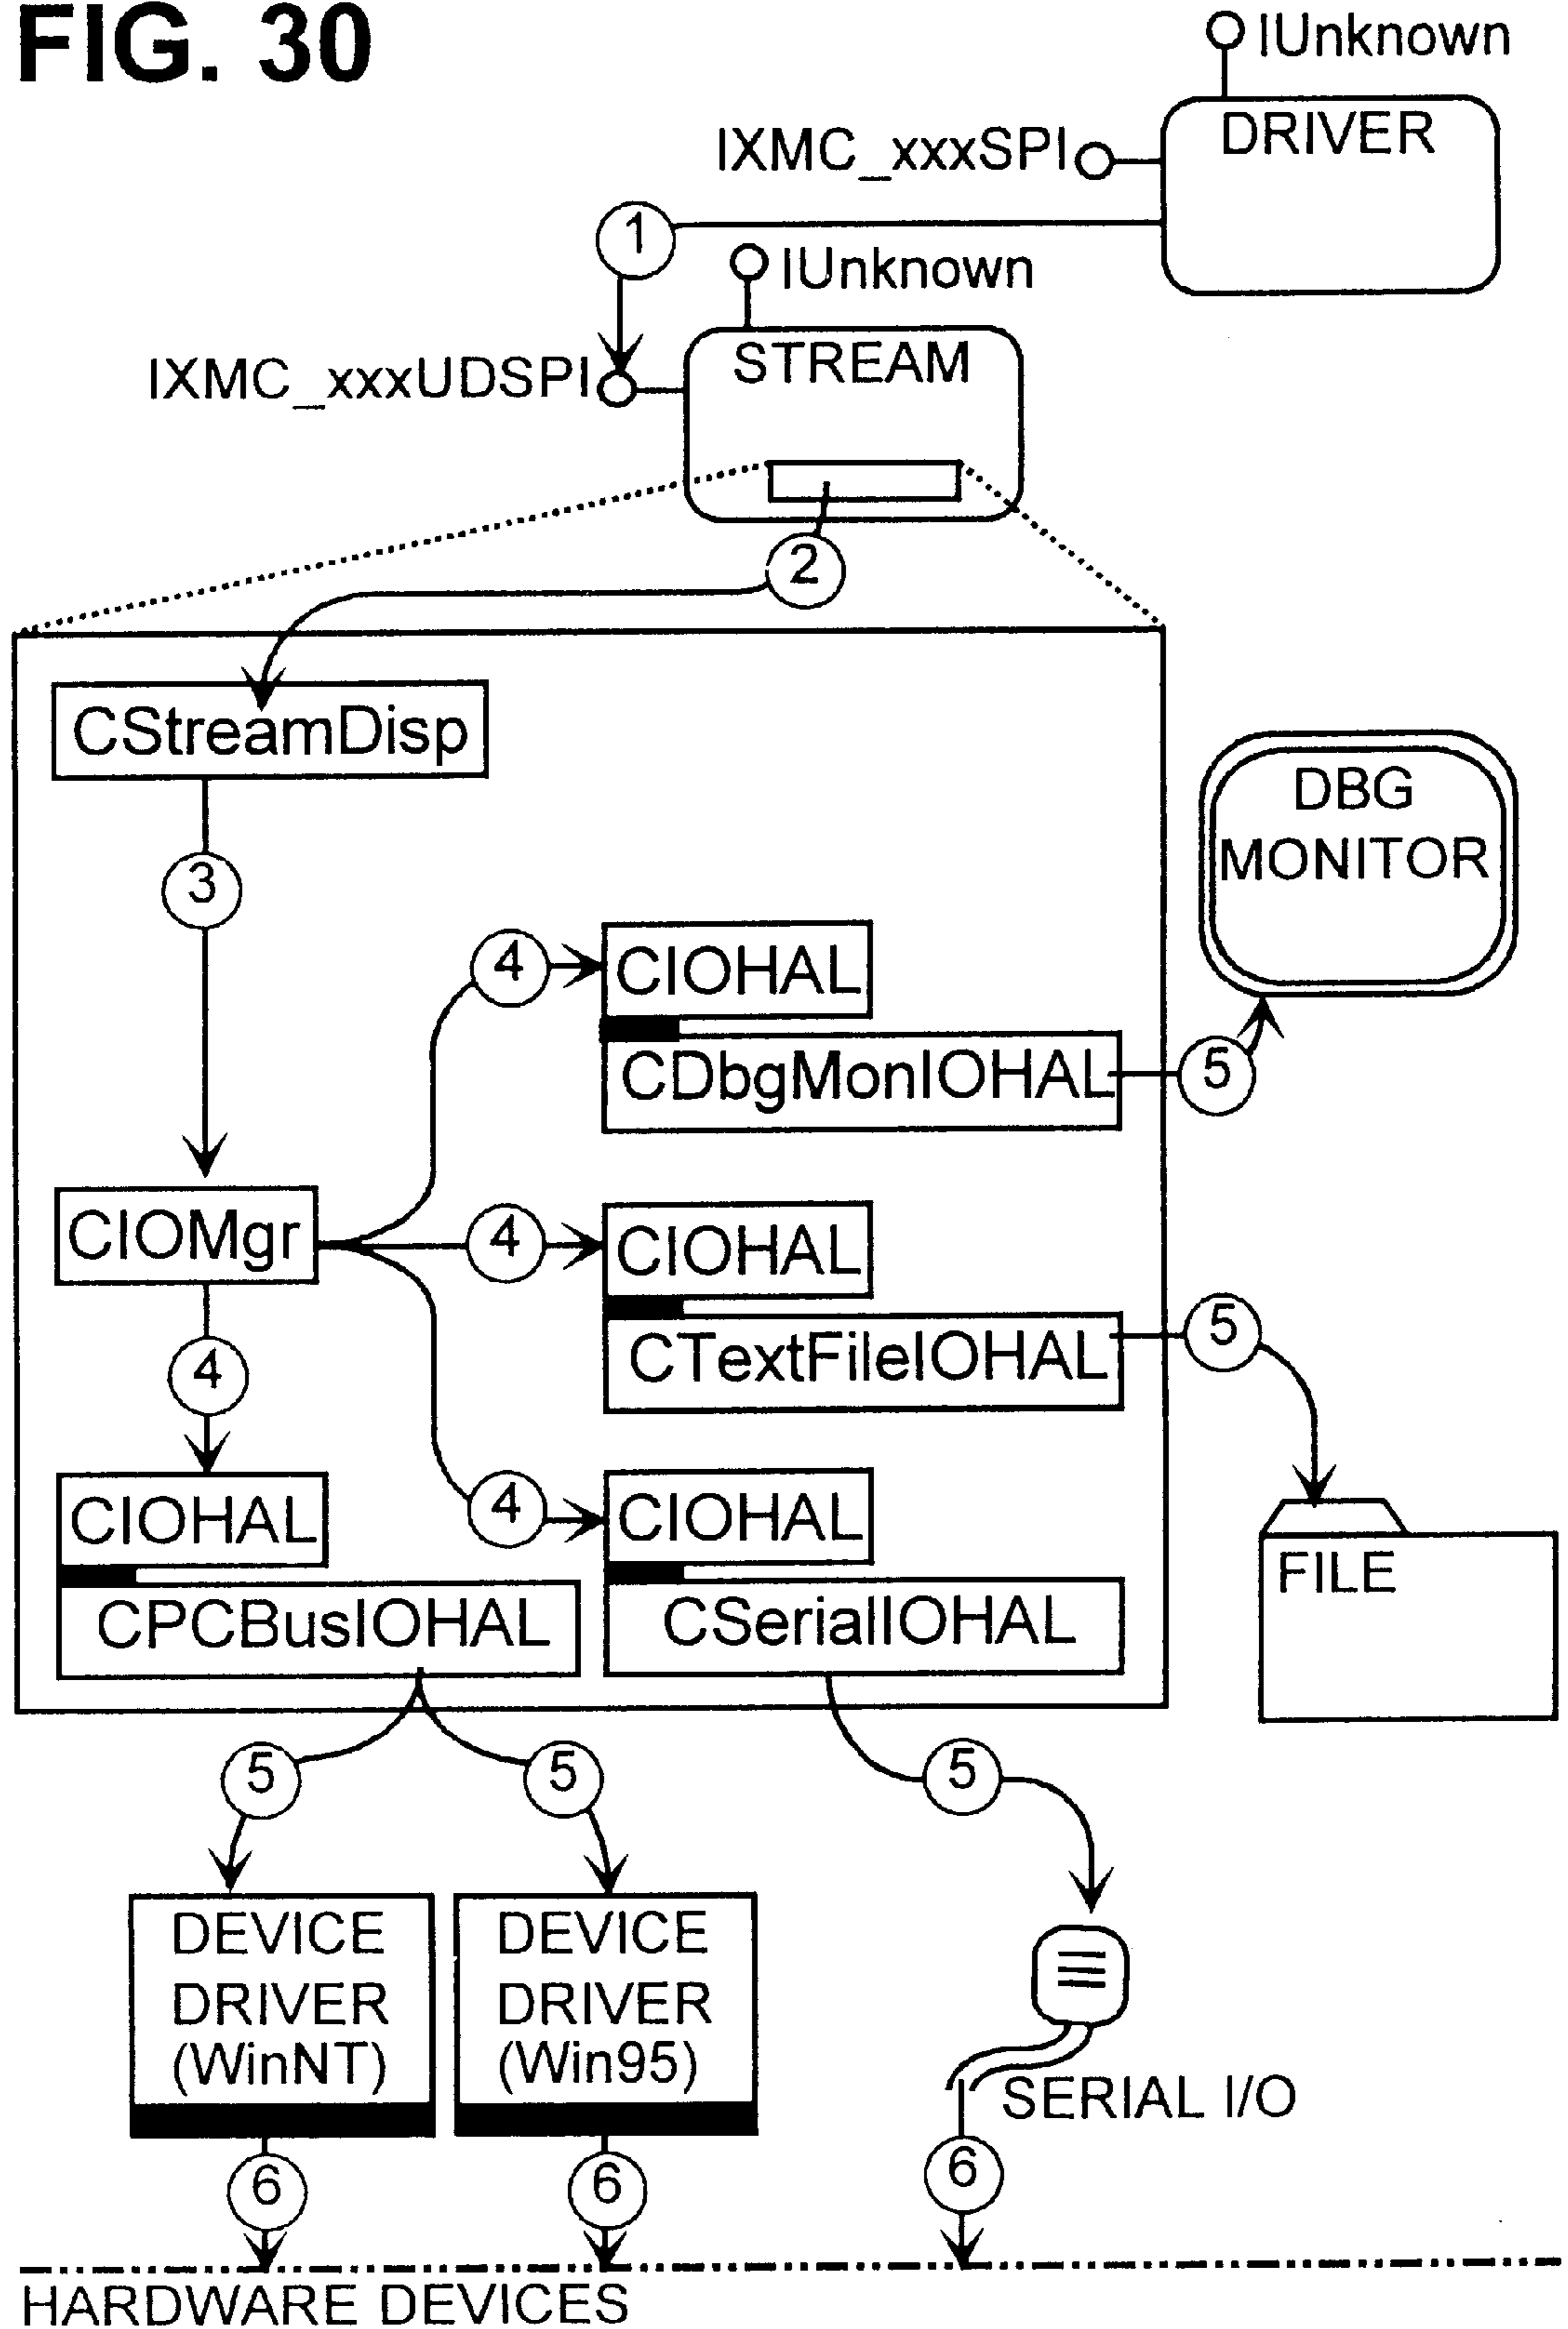 FIG. 30
IUnknown
DRIVER
IXMC_xxxSPI
1
IUnknown
STREAM
IXMC_xxxUDSPI
2
CStreamDisp
DBG
MONITOR
3
4
CIOHAL
CDbgMonIOHAL
5
CIOMgr
4
CIOHAL
CTextFileIOHAL
5
4
CIOHAL
CPCBusIOHAL
4
CIOHAL
CSerialIOHAL
FILE
5
5
5
DEVICE
DRIVER
(WinNT)
DEVICE
DRIVER
(Win95)
SERIAL I/O
6
6
6
HARDWARE DEVICES